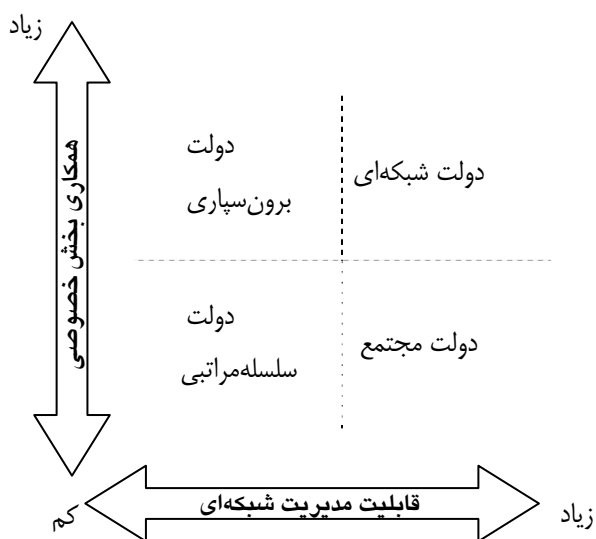 زیاد
همکاری بخش خصوصی
دولت
برون‌سپاری
دولت شبکه‌ای
دولت
سلسله‌مراتبی
دولت مجتمع
کم
قابلیت مدیریت شبکه‌ای
زیاد